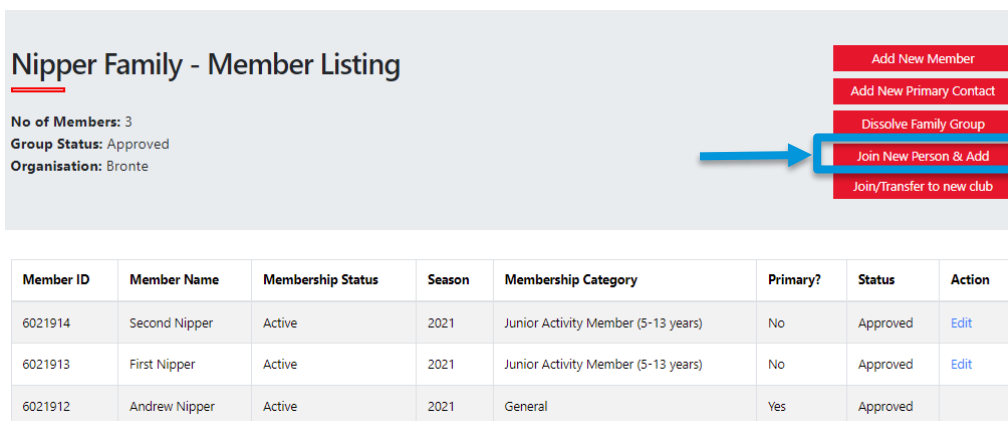 Nipper Family - Member Listing
No of Members: 3
Group Status: Approved
Organisation: Bronte
Add New Member
Add New Primary Contact
Dissolve Family Group
Join New Person & Add
Join/Transfer to new club
Member ID Member Name Membership Status Season Membership Category Primary? Status Action
6021914 Second Nipper Active 2021 Junior Activity Member (5-13 years) No Approved Edit
6021913 First Nipper Active 2021 Junior Activity Member (5-13 years) No Approved Edit
6021912 Andrew Nipper Active 2021 General Yes Approved